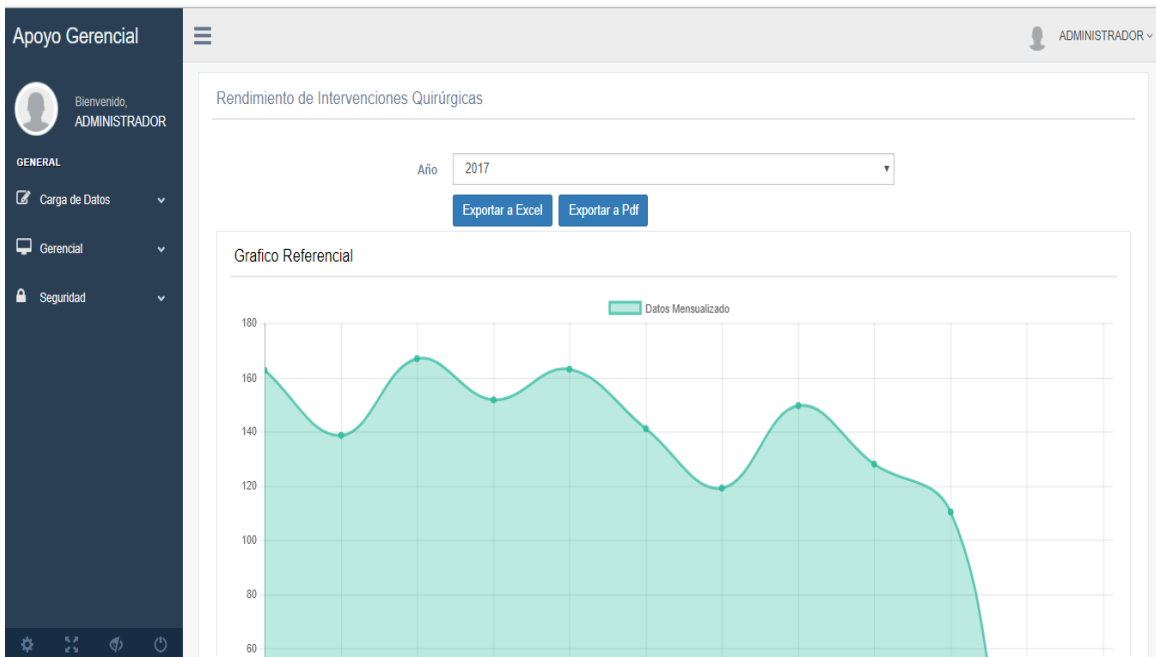 Apoyo Gerencial
ADMINISTRADOR
Bienvenido,
ADMINISTRADOR
GENERAL
Carga de Datos
Gerencial
Seguridad
Rendimiento de Intervenciones Quirúrgicas
Año
2017
Exportar a Excel
Exportar a Pdf
Grafico Referencial
Datos Mensualizado
180
160
140
120
100
80
60